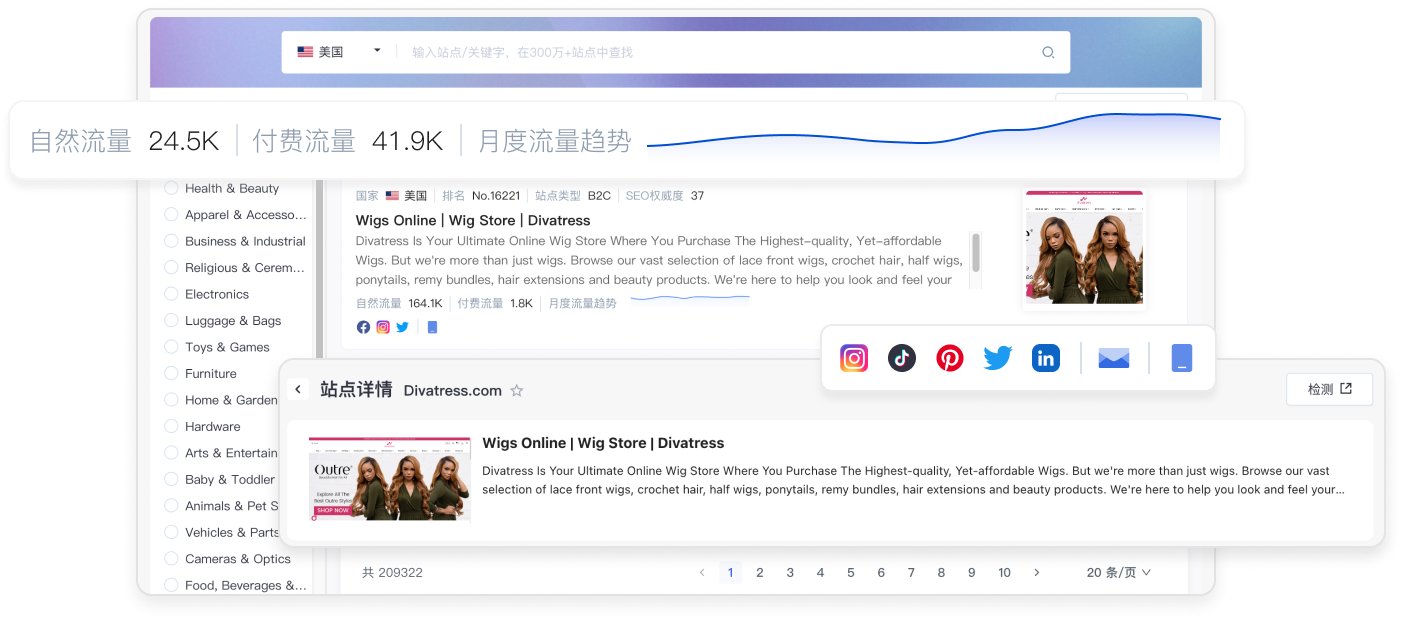 美国 输入站点/关键字，在300万+站点中查找
自然流量 24.5K 付费流量 41.9K 月度流量趋势
Health & Beauty
Apparel & Accesso...
Business & Industrial
Religious & Cerem...
Electronics
Luggage & Bags
Toys & Games
Furniture
Home & Garden
Hardware
Arts & Entertain
Baby & Toddler
Animals & Pet S
Vehicles & Parts
Cameras & Optics
Food, Beverages &...
国家 美国 排名 No.16221 站点类型 B2C SEO权威度 37
Wigs Online | Wig Store | Divatress
Divatress Is Your Ultimate Online Wig Store Where You Purchase The Highest-quality, Yet-affordable
Wigs. But we're more than just wigs. Browse our vast selection of lace front wigs, crochet hair, half wigs,
ponytails, remy bundles, hair extensions and beauty products. We're here to help you look and feel your
自然流量 164.1K 付费流量 1.8K 月度流量趋势
站点详情 Divatress.com
检测
Outre
Explore All The
Best Outre Styles
SHOP NOW
Wigs Online | Wig Store | Divatress
Divatress Is Your Ultimate Online Wig Store Where You Purchase The Highest-quality, Yet-affordable Wigs. But we're more than just wigs. Browse our vast
selection of lace front wigs, crochet hair, half wigs, ponytails, remy bundles, hair extensions and beauty products. We're here to help you look and feel your...
共 209322 1 2 3 4 5 6 7 8 9 10 20 条/页